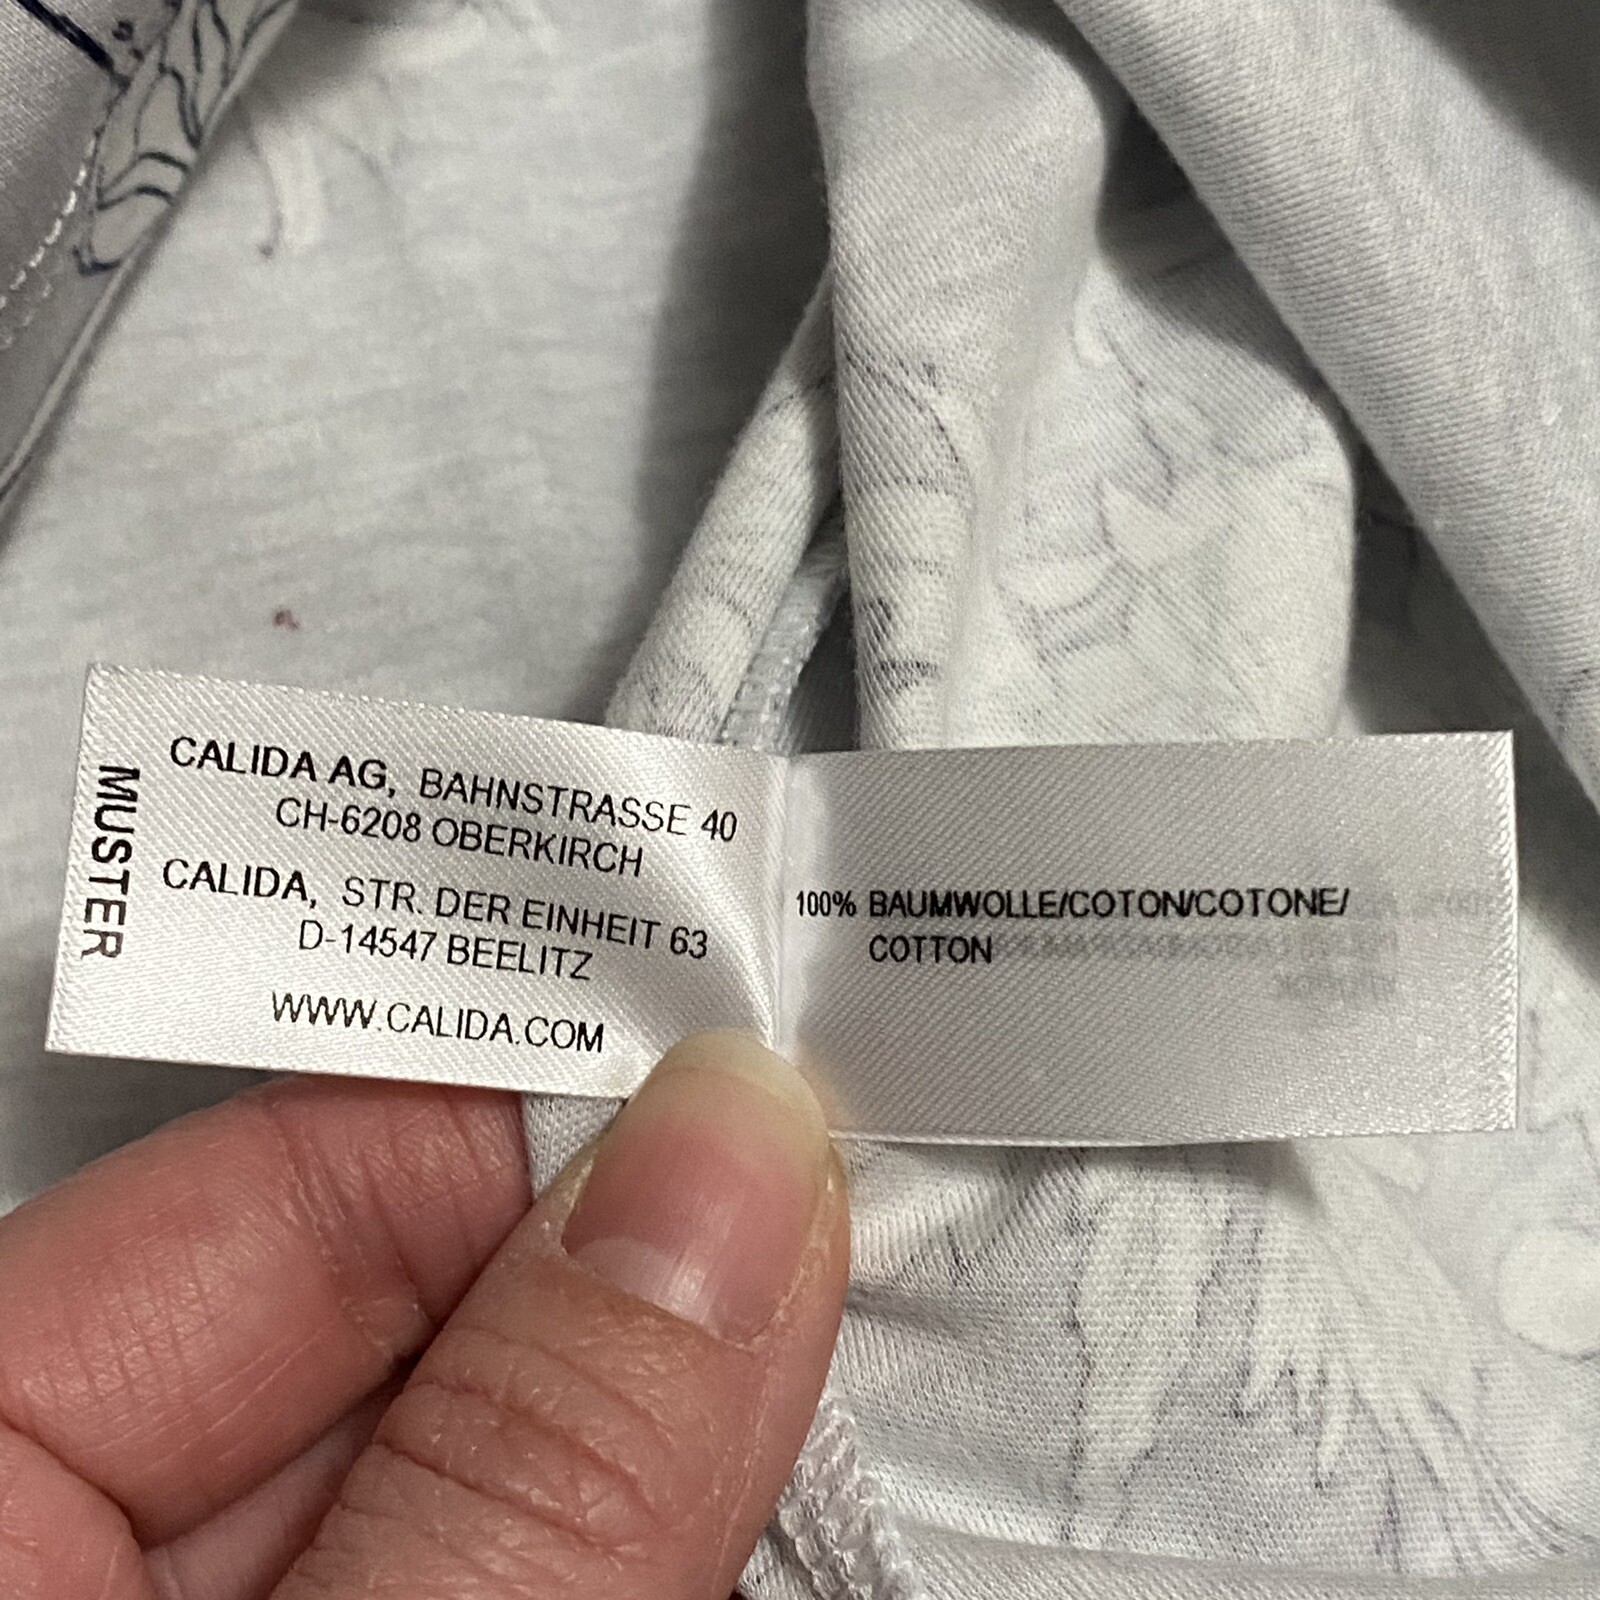 MUSTER
CALIDA AG, BAHNSTRASSE 40
CH-6208 OBERKIRCH
CALIDA, STR. DER EINHEIT 63
D-14547 BEELITZ
WWW.CALIDA.COM
100% BAUMWOLLE/COTON/COTONE/
COTTON